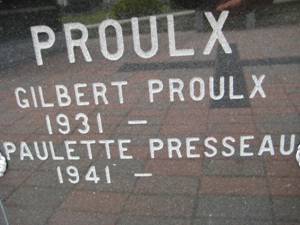 PROULX
GILBERT PROULX
1931 –
PAULETTE PRESSEAU
1941 –